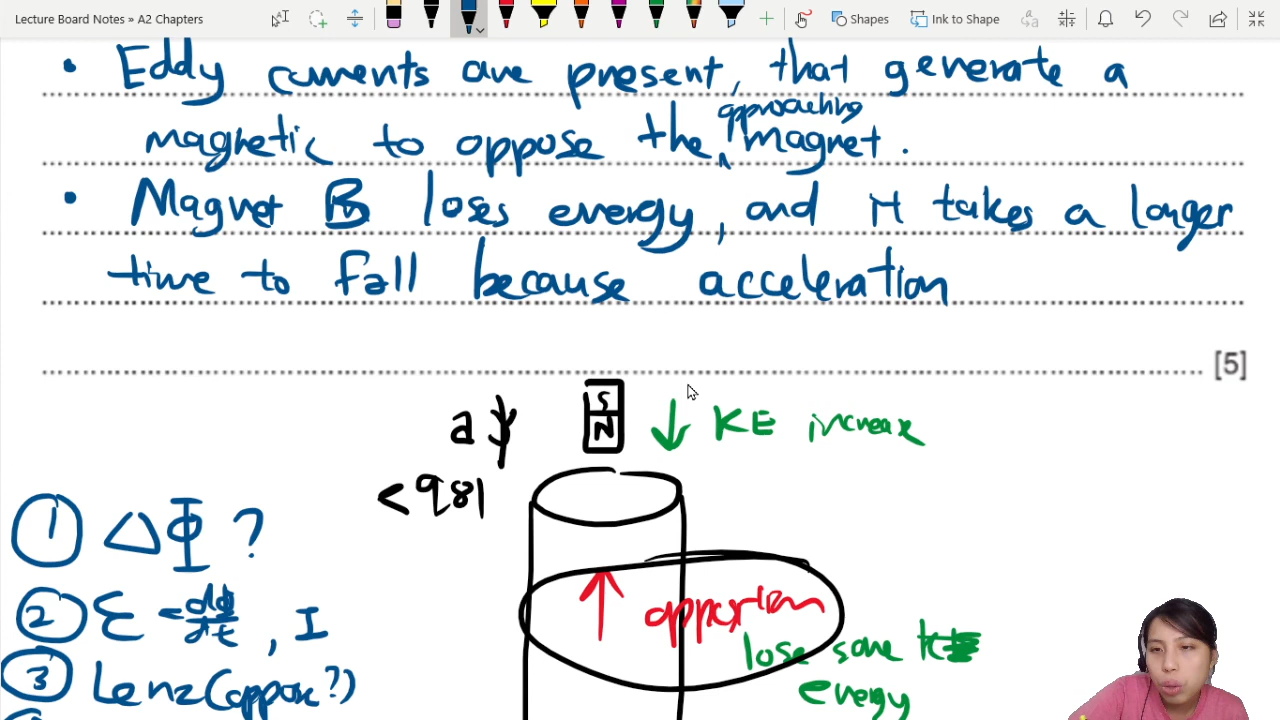 Lecture Board Notes » A2 Chapters
Shapes
Ink to Shape
• Eddy currents are present, that generate a
approaching
magnetic to oppose the magnet.
• Magnet B loses energy, and it takes a longer
time to fall because acceleration
[5]
a ↓
S
N
↓ KE increase
< 981
1 ΔΦ ?
2 Ɛ = dΦ/dt , I
↑ opposition
lose some KE
energy
3 Lenz (oppose?)